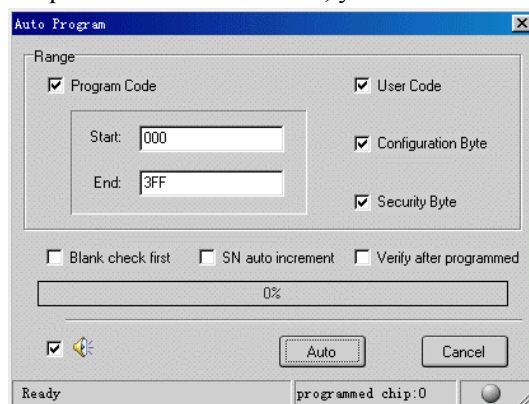 Auto Program
Range
Program Code
User Code
Start: 000
Configuration Byte
End: 3FF
Security Byte
Blank check first SN auto increment Verify after programmed
0%
Auto Cancel
Ready programmed chip:0